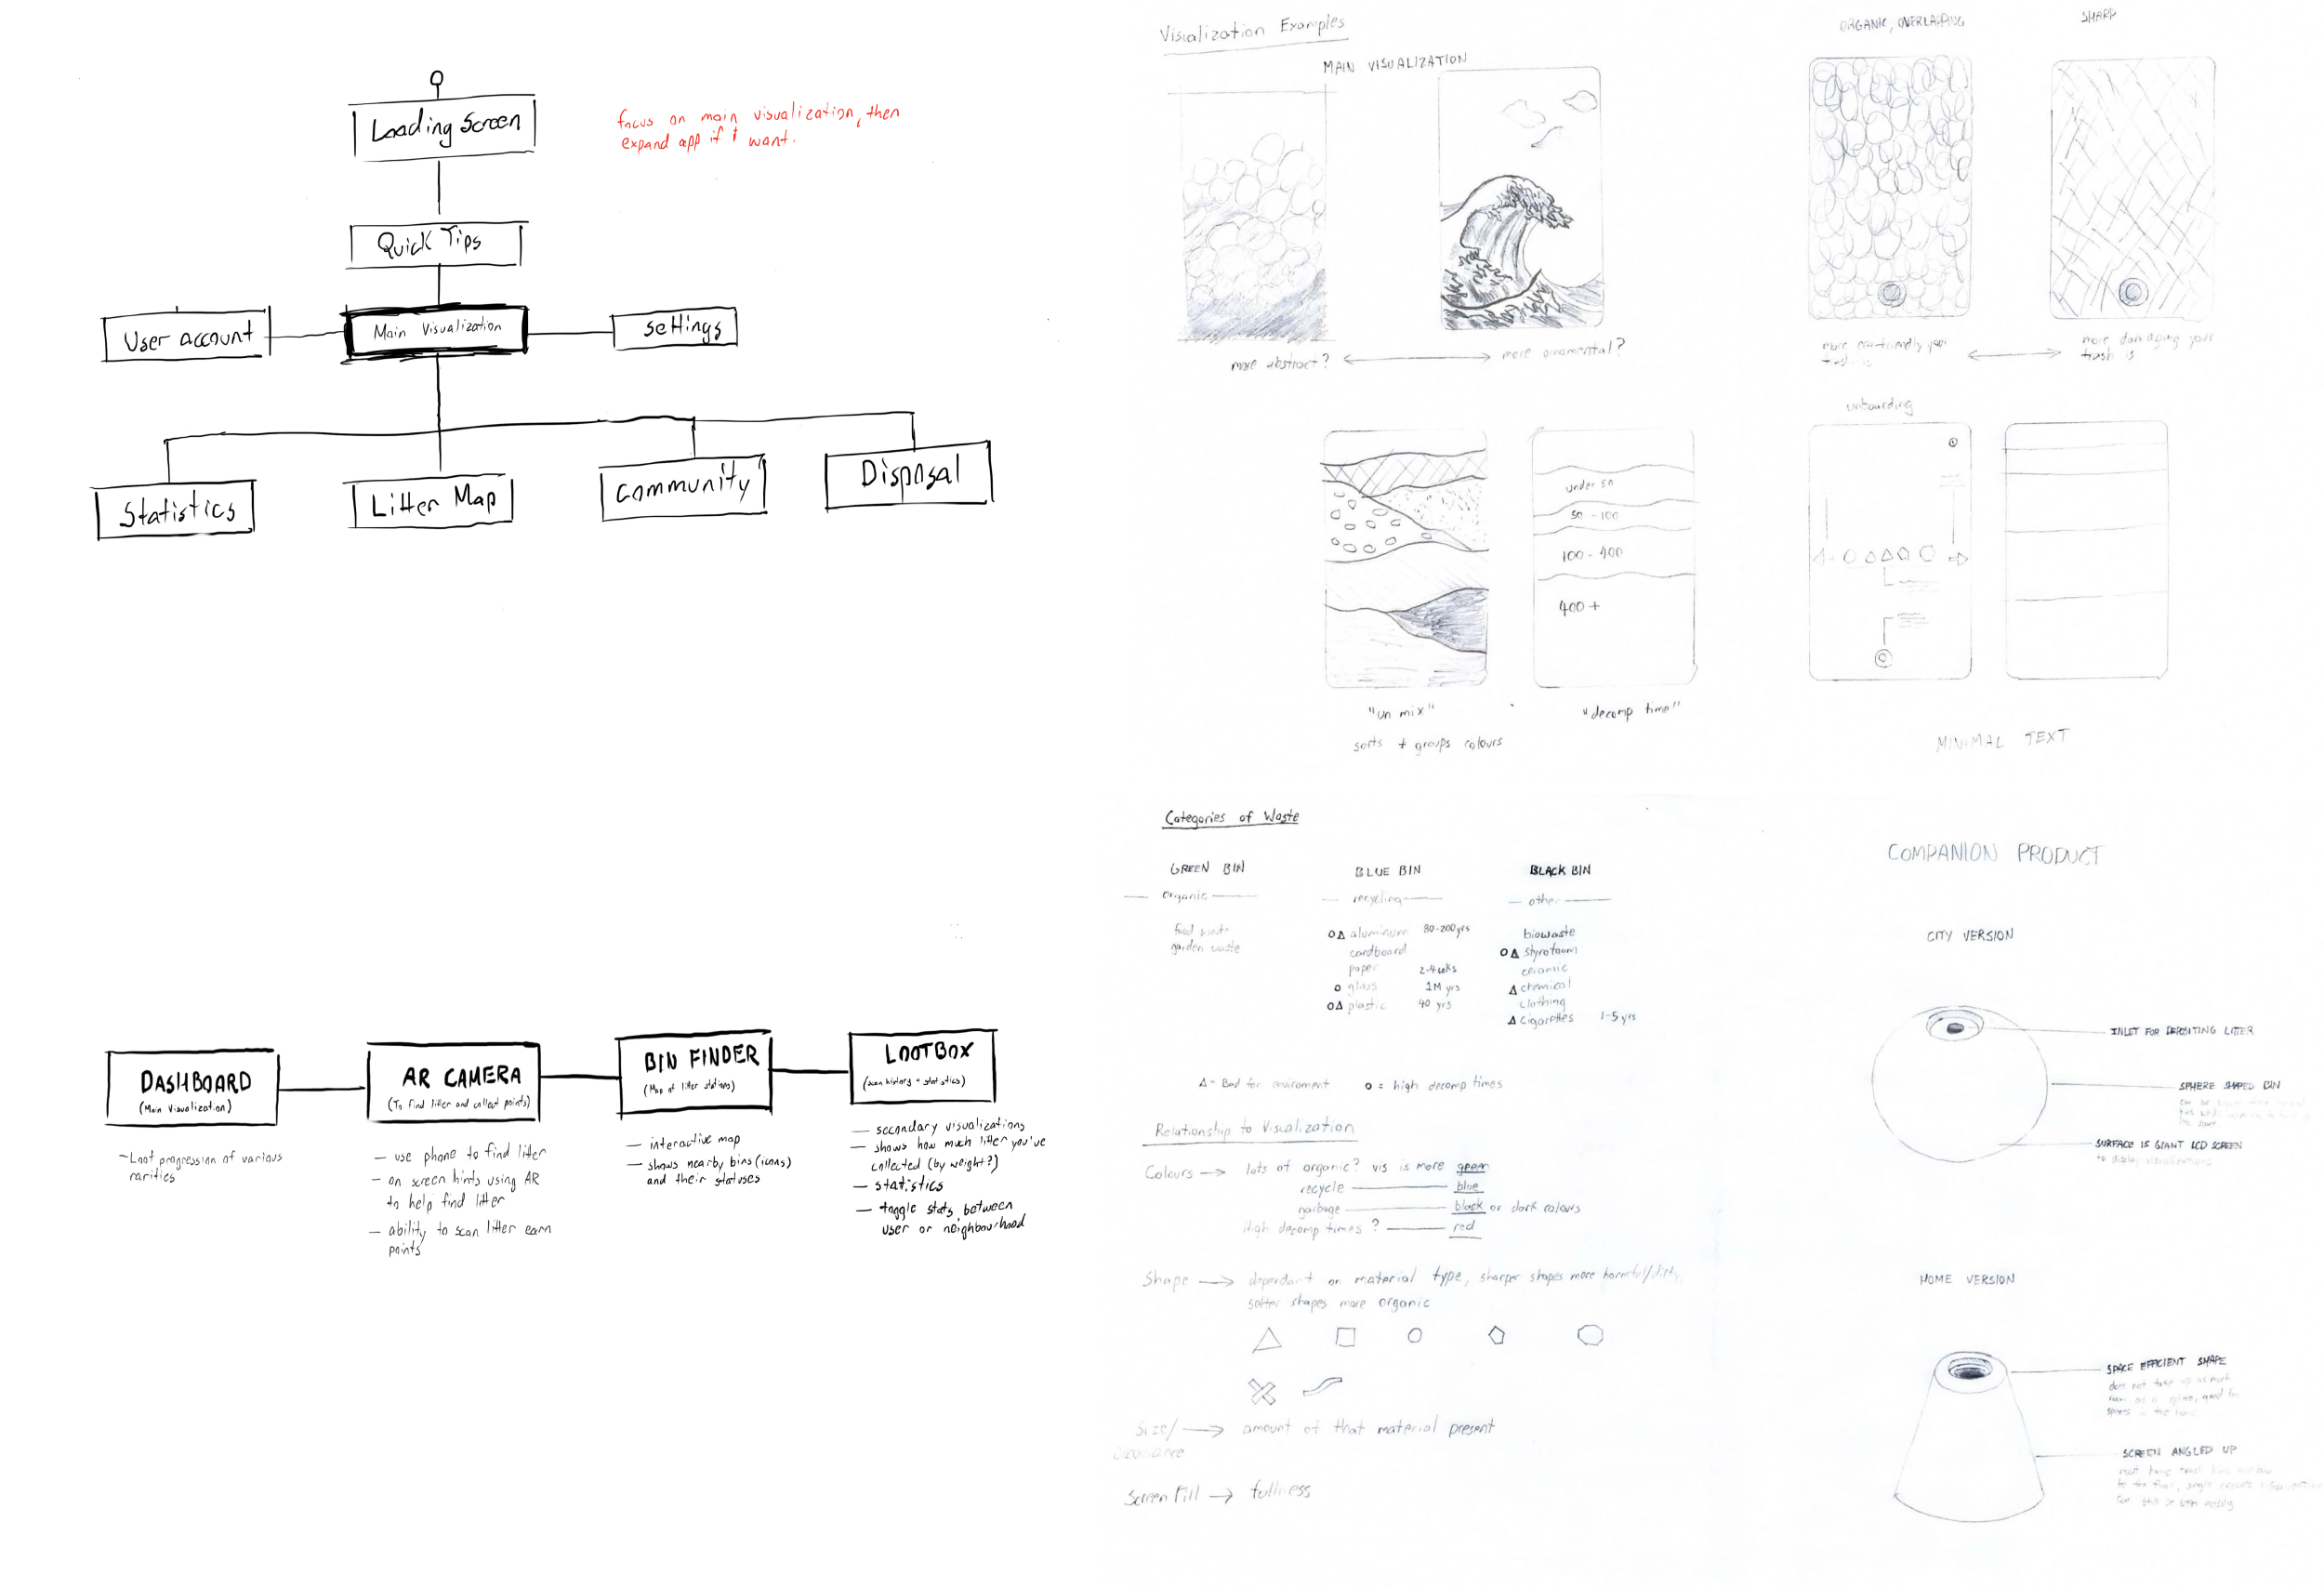 Loading Screen
focus on main visualization, then
expand app if I want.
Quick Tips
User account
Main Visualization
settings
Statistics
Litter Map
Community
Disposal
Visualization Examples
MAIN VISUALIZATION
more abstract?
more ornamental?
ORGANIC, OVERLAPPING
SHARP
more eco-friendly your
trash is
more damaging your
trash is
under 50
50 - 100
100 - 400
400 +
"un mix"
sorts + groups colours
"decomp time"
MINIMAL TEXT
DASHBOARD
(Main Visualization)
-Loot progression of various
rarities
AR CAMERA
(To find litter and collect points)
- use phone to find litter
- on screen hints using AR
to help find litter
- ability to scan litter earn
points
BIN FINDER
(Map of litter stations)
- interactive map
- shows nearby bins (icons)
and their statuses
LOOTBOX
(scan history + statistics)
- secondary visualizations
- shows how much litter you've
collected (by weight?)
- statistics
- toggle stats between
user or neighbourhood
Categories of Waste
GREEN BIN
organic
food waste
garden waste
BLUE BIN
recycling
O△ aluminum 80-200yrs
cardboard
paper 2-4wks
O glass 1M yrs
O△ plastic 40 yrs
BLACK BIN
other
biowaste
O△ styrofoam
ceramic
△ chemical
clothing
△ cigarettes 1-5 yrs
△ = Bad for enviroment O = high decomp times
Relationship to Visualization
Colours → lots of organic? vis is more green
recycle blue
garbage black or dark colours
High decomp times? red
Shape → dependant on material type, sharper shapes more harmful/dirty,
softer shapes more organic
Size/ → amount of that material present
Screen fill → fullness
COMPANION PRODUCT
CITY VERSION
INLET FOR DEPOSITING LITTER
SPHERE SHAPED BIN
SURFACE IS GIANT LCD SCREEN
to display visualizations
HOME VERSION
SPACE EFFICIENT SHAPE
does not take up as much
SCREEN ANGLED UP
can still be seen easily